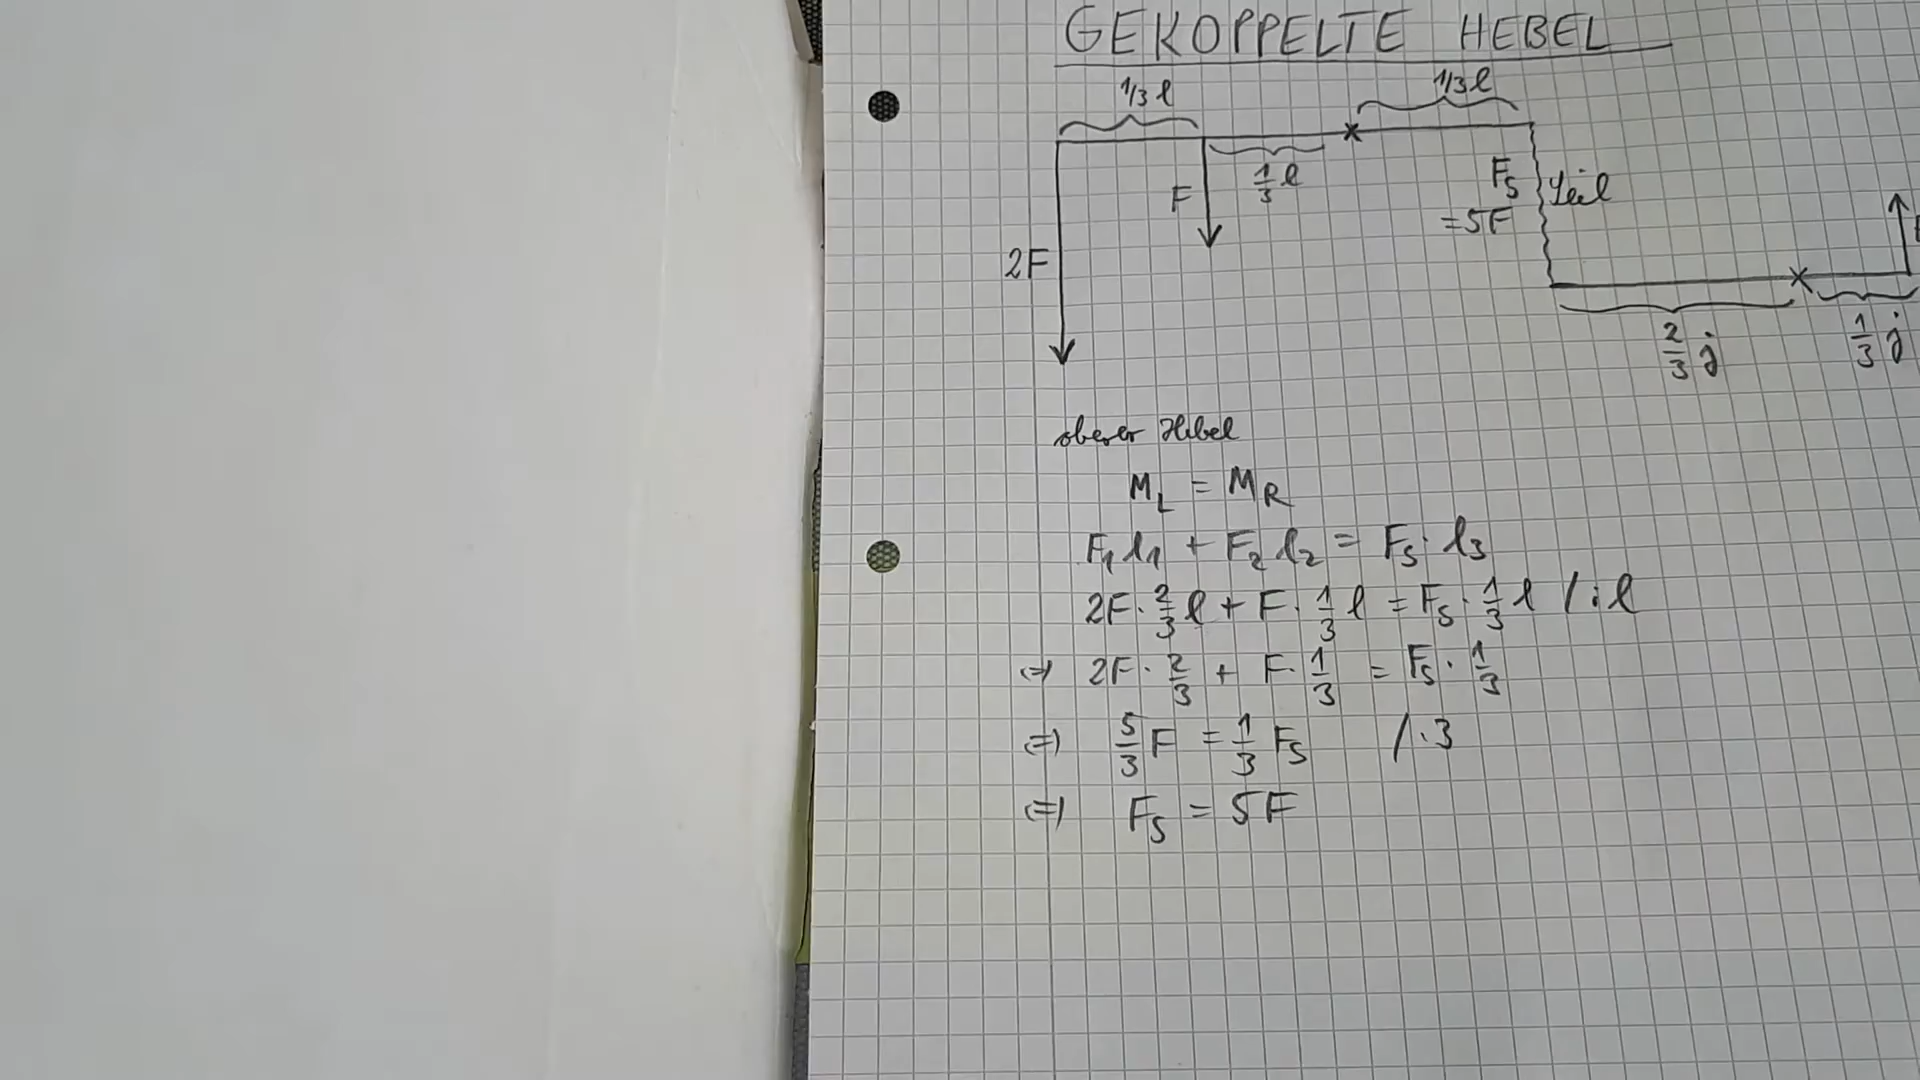 GEKOPPELTE HEBEL
1/3 l
1/3 l
F
1/3 l
F_S
= 5F
Seil
2F
2/3 j
1/3 j
oberer Hebel
M_L = M_R
F_1 l_1 + F_2 l_2 = F_S · l_3
2F · 2/3 l + F · 1/3 l = F_S · 1/3 l / : l
⇔ 2F · 2/3 + F · 1/3 = F_S · 1/3
⇔ 5/3 F = 1/3 F_S / · 3
⇔ F_S = 5F